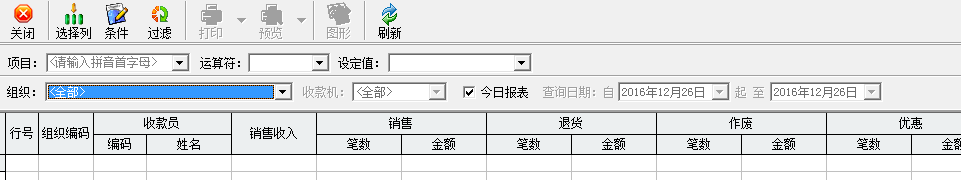 关闭 选择列 条件 过滤 打印 预览 图形 刷新
项目: <请输入拼音首字母> 运算符: 设定值:
组织: <全部> 收款机: <全部> 今日报表 查询日期: 自 2016年12月26日 起 至 2016年12月26日
行号 组织编码 收款员 销售收入 销售 退货 作废 优惠
编码 姓名 笔数 金额 笔数 金额 笔数 金额 笔数 金额